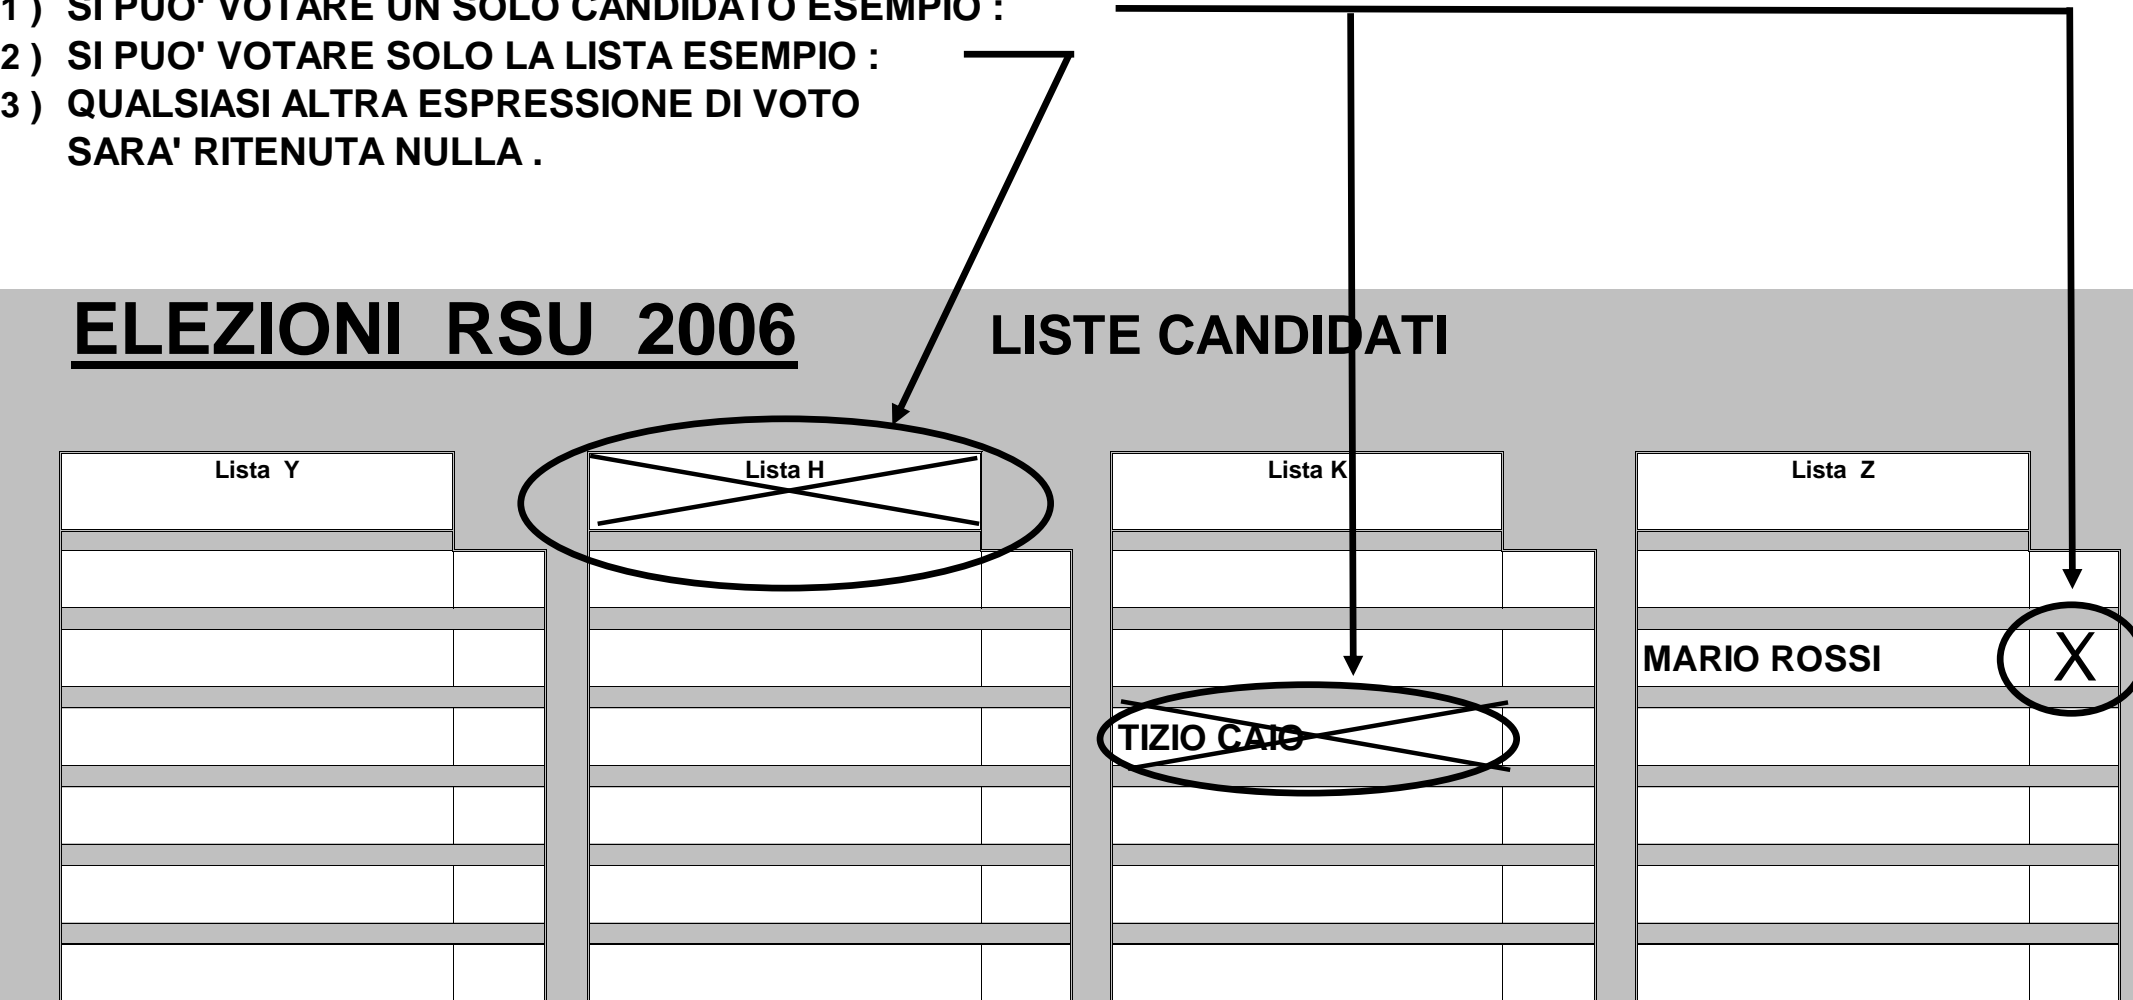 1 ) SI PUO' VOTARE UN SOLO CANDIDATO ESEMPIO :
2 ) SI PUO' VOTARE SOLO LA LISTA ESEMPIO :
3 ) QUALSIASI ALTRA ESPRESSIONE DI VOTO
SARA' RITENUTA NULLA .
ELEZIONI RSU 2006 LISTE CANDIDATI
Lista Y Lista H Lista K Lista Z
MARIO ROSSI X
TIZIO CAIO